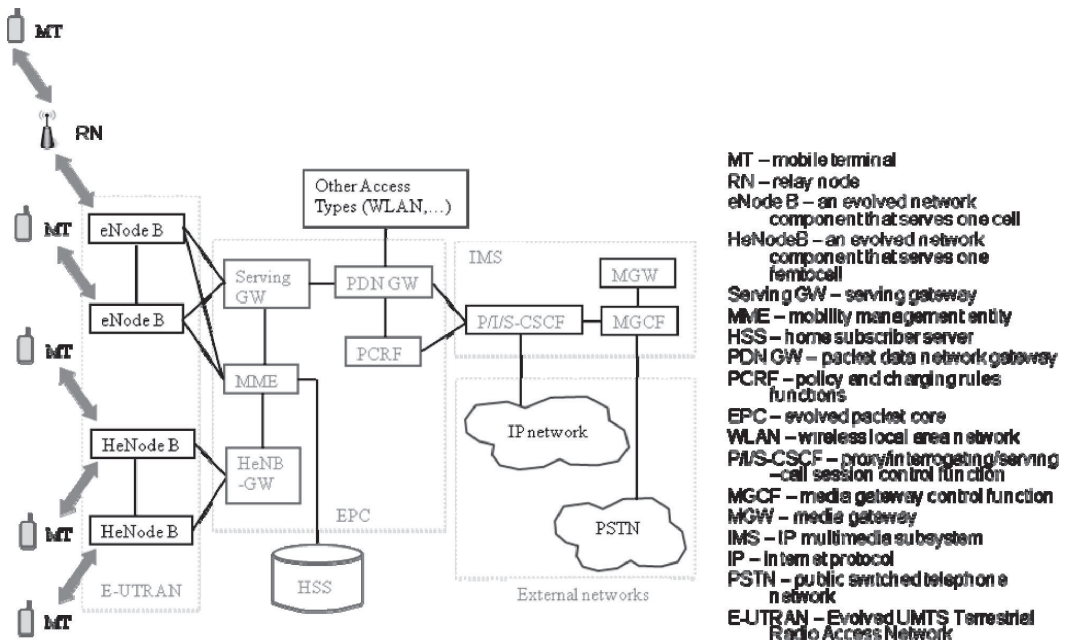 MT
RN
MT
eNode B
eNode B
MT
HeNode B
MT
HeNode B
E-UTRAN
MT
Other Access
Types (WLAN,...)
Serving
GW
PDN GW
PCRF
MME
HeNB
-GW
EPC
HSS
IMS
MGW
P/I/S-CSCF
MGCF
IP network
PSTN
External networks
MT – mobile terminal
RN – relay node
eNode B – an evolved network
component that serves one cell
HeNodeB – an evolved network
component that serves one
femtocell
Serving GW – serving gateway
MME – mobility management entity
HSS – home subscriber server
PDN GW – packet data network gateway
PCRF – policy and charging rules
functions
EPC – evolved packet core
WLAN – wireless local area network
P/I/S-CSCF – proxy/interrogating/serving
–call session control function
MGCF – media gateway control function
MGW – media gateway
IMS – IP multimedia subsystem
IP – internet protocol
PSTN – public switched telephone
network
E-UTRAN – Evolved UMTS Terrestrial
Radio Access Network